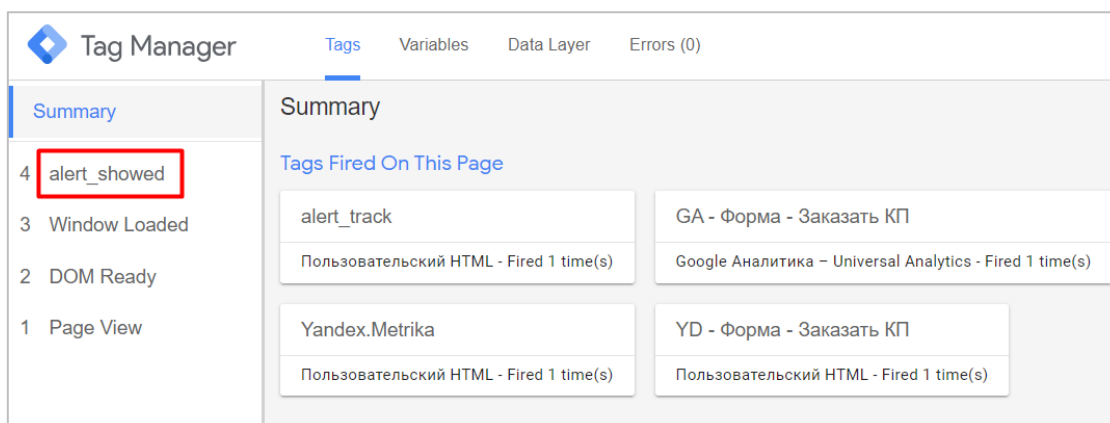 Tag Manager
Tags Variables Data Layer Errors (0)
Summary
4 alert_showed
3 Window Loaded
2 DOM Ready
1 Page View
Summary
Tags Fired On This Page
alert_track
Пользовательский HTML - Fired 1 time(s)
GA - Форма - Заказать КП
Google Аналитика – Universal Analytics - Fired 1 time(s)
Yandex.Metrika
Пользовательский HTML - Fired 1 time(s)
YD - Форма - Заказать КП
Пользовательский HTML - Fired 1 time(s)